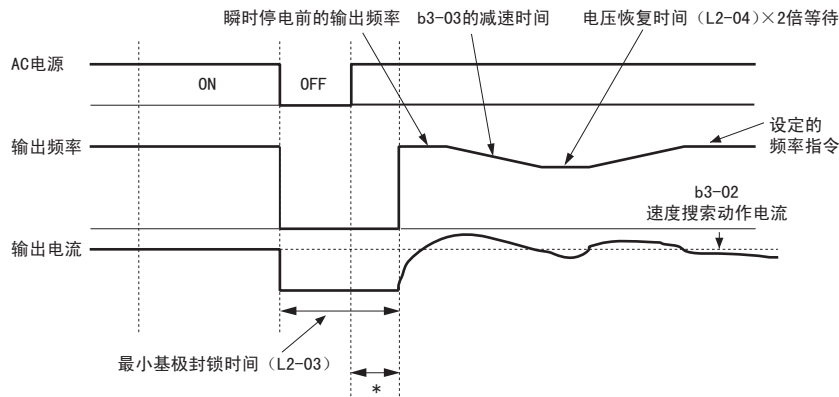 瞬时停电前的输出频率
b3-03的减速时间
电压恢复时间（L2-04）×2倍等待
AC电源
ON
OFF
输出频率
设定的
频率指令
b3-02
速度搜索动作电流
输出电流
最小基极封锁时间（L2-03）
*